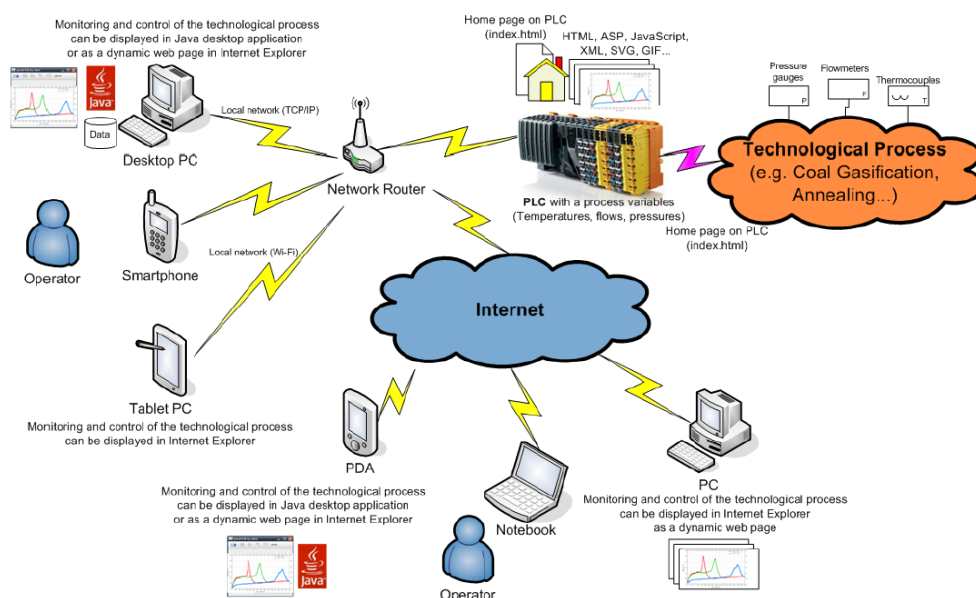 Monitoring and control of the technological process
can be displayed in Java desktop application
or as a dynamic web page in Internet Explorer
Java
Data
Desktop PC
Local network (TCP/IP)
Network Router
Home page on PLC
(index.html)
HTML, ASP, JavaScript,
XML, SVG, GIF...
PLC with a process variables
(Temperatures, flows, pressures)
Pressure
gauges
Flowmeters
Thermocouples
P
F
T
Technological Process
(e.g. Coal Gasification,
Annealing...)
Home page on PLC
(index.html)
Operator
Smartphone
Local network (Wi-Fi)
Internet
Tablet PC
Monitoring and control of the technological process
can be displayed in Internet Explorer
PDA
Monitoring and control of the technological process
can be displayed in Java desktop application
or as a dynamic web page in Internet Explorer
Java
Notebook
Operator
PC
Monitoring and control of the technological process
can be displayed in Internet Explorer
as a dynamic web page